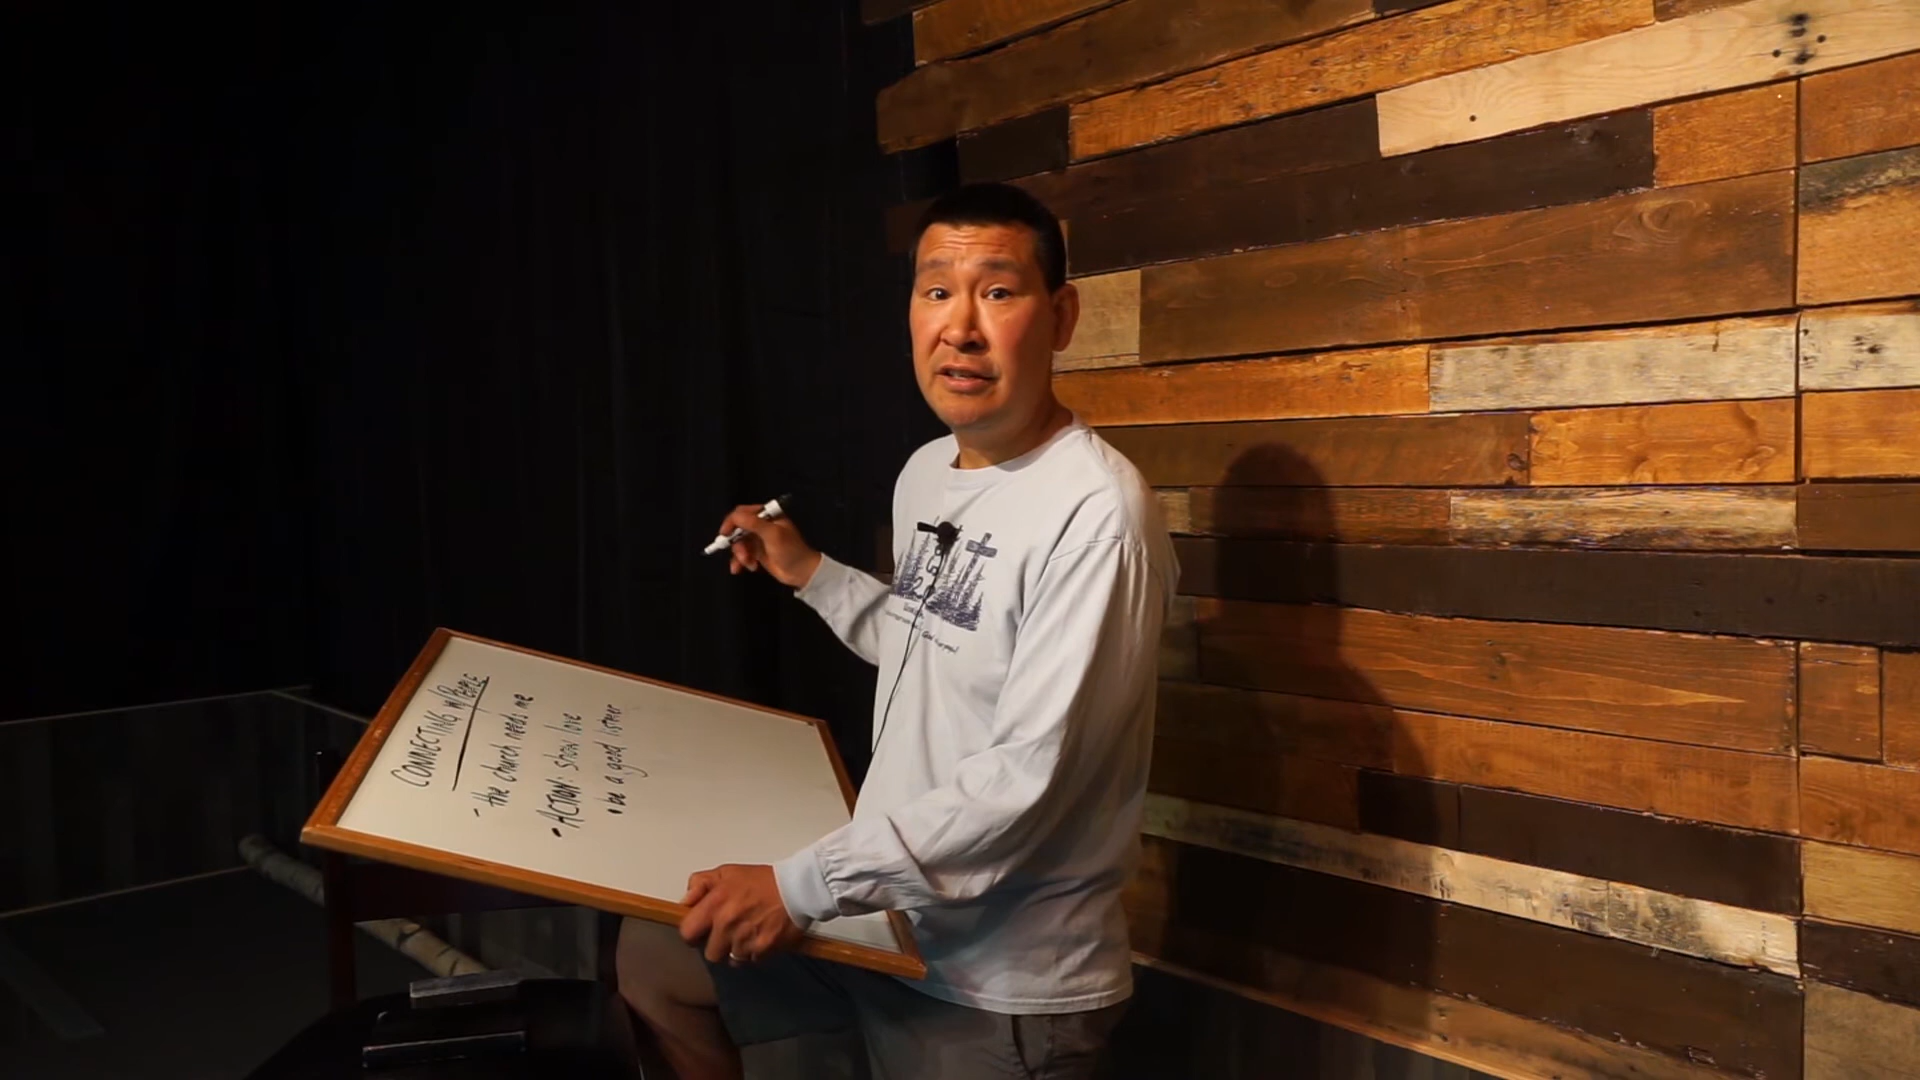 CONNECTING w/ PEOPLE
- the church needs me
• ACTION: show love
• be a good listener